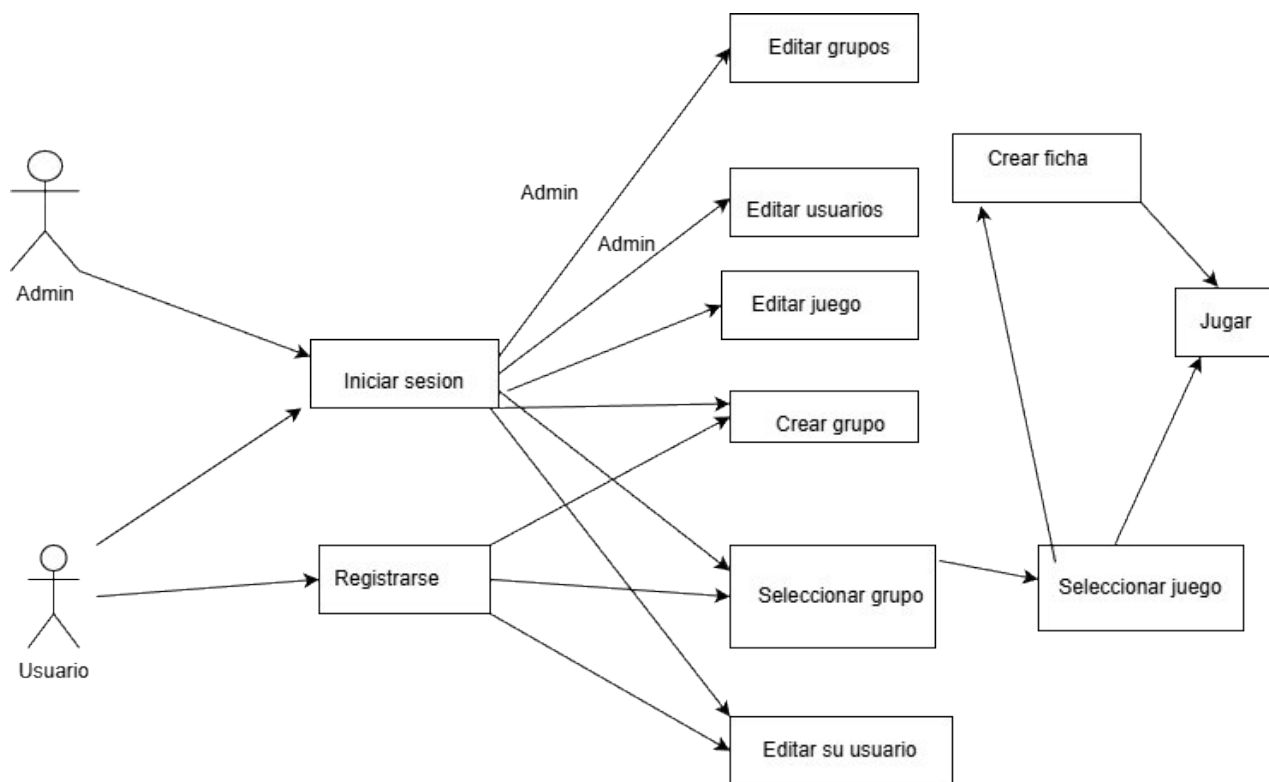 Editar grupos
Crear ficha
Admin
Editar usuarios
Admin
Admin
Editar juego
Jugar
Iniciar sesion
Crear grupo
Registrarse
Seleccionar grupo
Seleccionar juego
Usuario
Editar su usuario